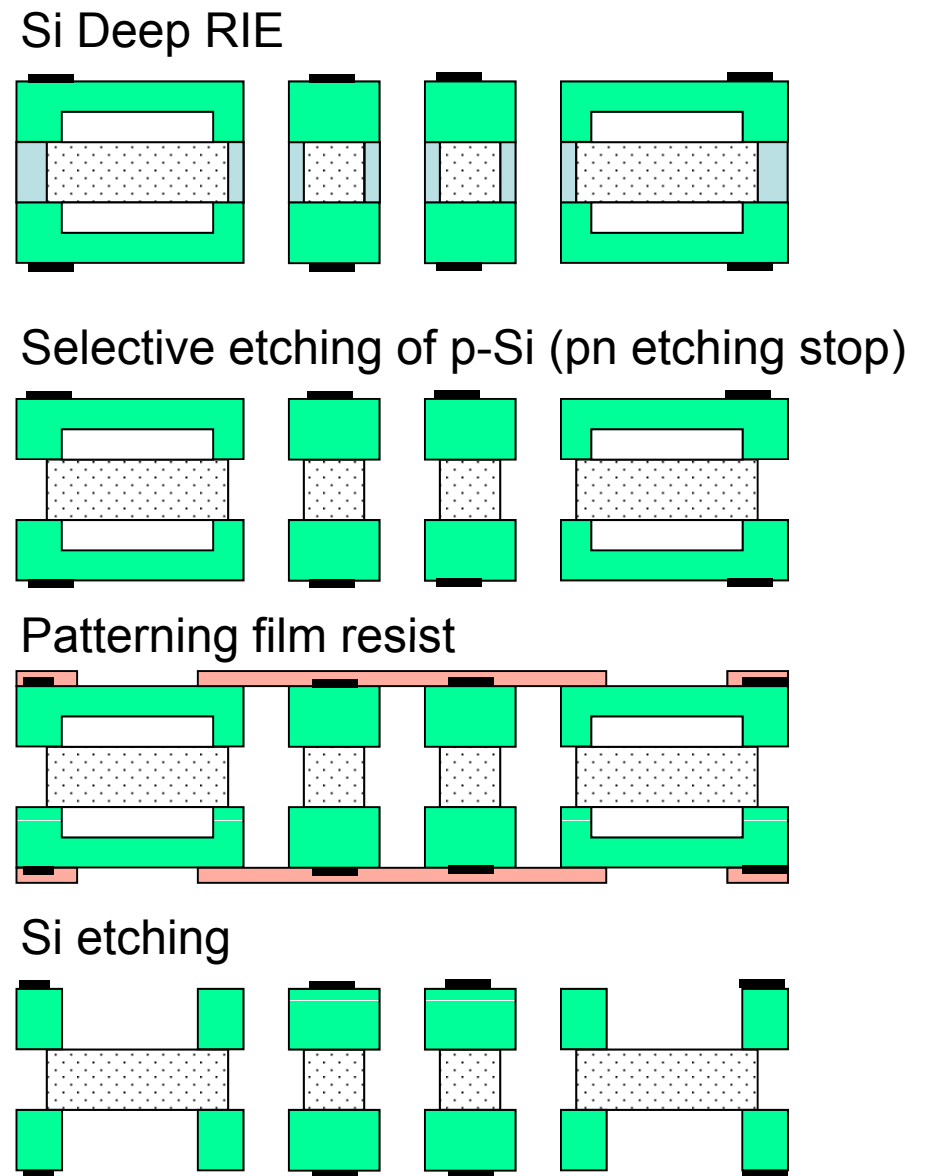 Si Deep RIE
Selective etching of p-Si (pn etching stop)
Patterning film resist
Si etching